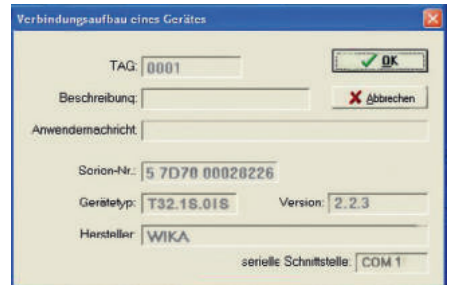 Verbindungsaufbau eines Gerätes
TAG: 0001
OK
Beschreibung:
Abbrechen
Anwendernachricht
Serien-Nr.: 5 7D70 00028226
Gerätetyp: T32.1S.0IS Version: 2.2.3
Hersteller WIKA
serielle Schnittstelle: COM 1